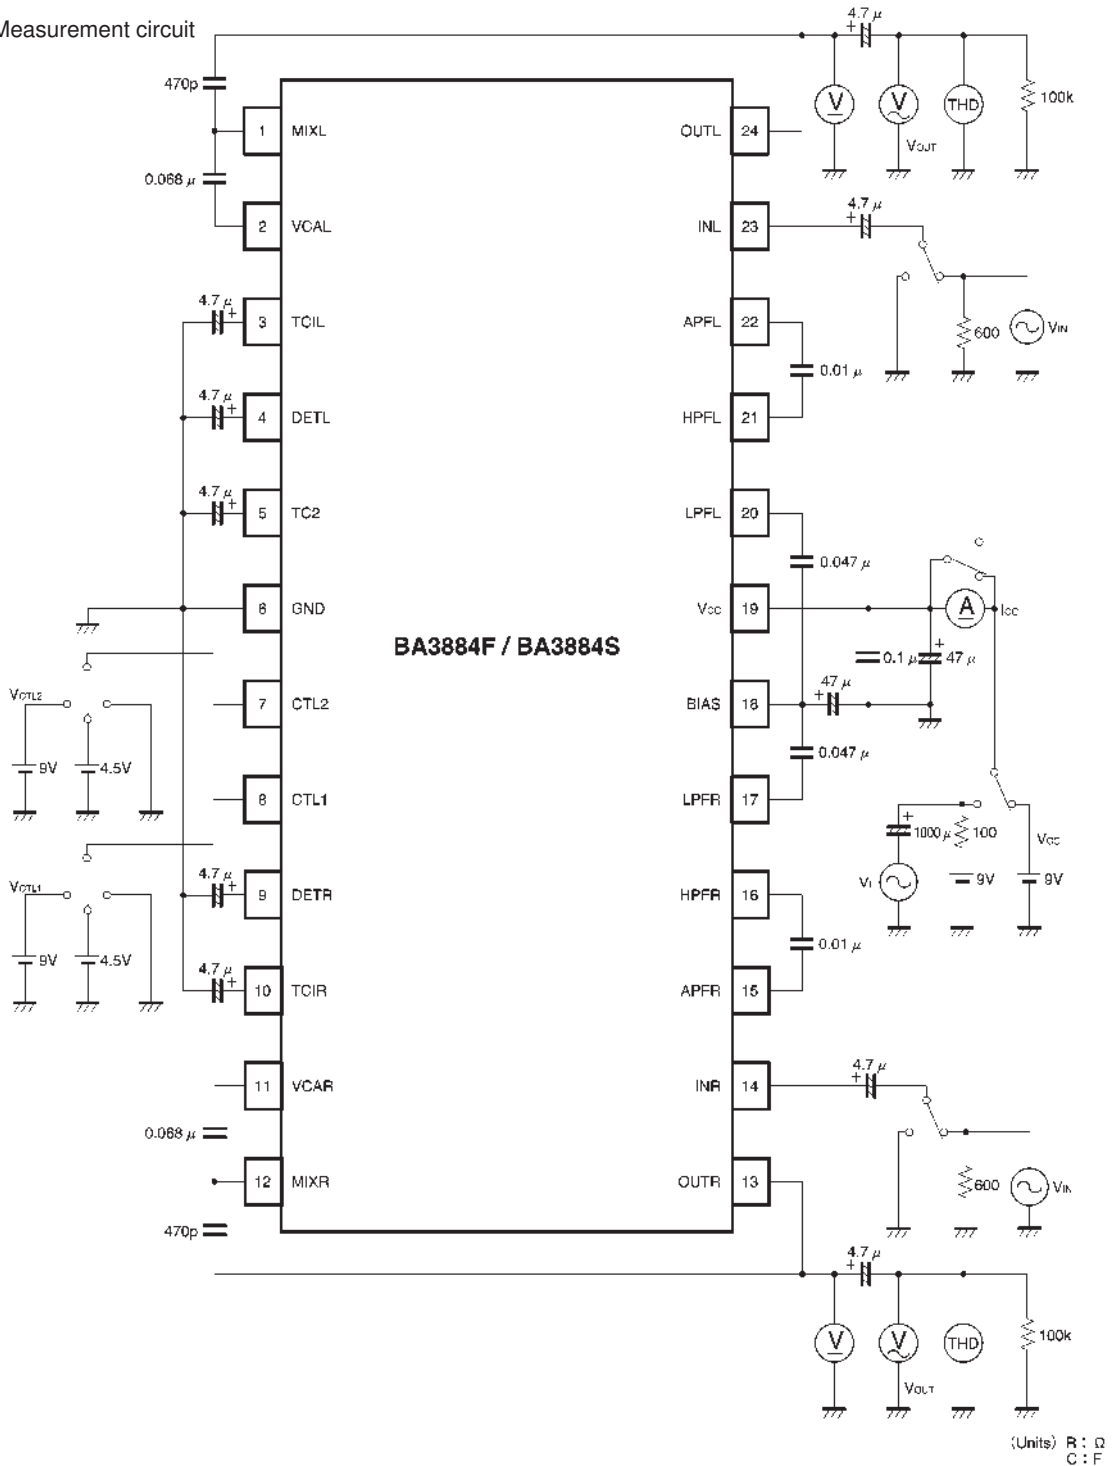 Measurement circuit
4.7 μ
+
470p
1 MIXL
OUTL 24
V
V
THD
100k
VOUT
0.068 μ
2 VCAL
INL 23
4.7 μ
+
4.7 μ
+
3 TCIL
APFL 22
600
VIN
0.01 μ
4.7 μ
+
4 DETL
HPFL 21
4.7 μ
+
5 TC2
LPFL 20
0.047 μ
6 GND
VCC 19
A
ICC
BA3884F / BA3884S
0.1 μ
+
47 μ
VCTL2
7 CTL2
BIAS 18
47 μ
+
9V
4.5V
0.047 μ
8 CTL1
LPFR 17
+
1000 μ
100
VCC
VCTL1
4.7 μ
+
9 DETR
HPFR 16
9V
9V
9V
4.5V
0.01 μ
4.7 μ
+
10 TCIR
APFR 15
11 VCAR
INR 14
4.7 μ
+
0.068 μ
12 MIXR
OUTR 13
600
VIN
470p
4.7 μ
+
V
V
THD
100k
VOUT
(Units) R : Ω
C : F